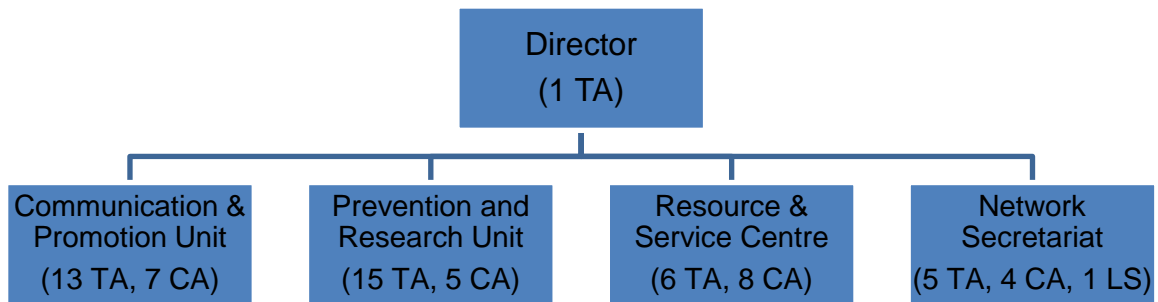 Director
(1 TA)
Communication &
Promotion Unit
(13 TA, 7 CA)
Prevention and
Research Unit
(15 TA, 5 CA)
Resource &
Service Centre
(6 TA, 8 CA)
Network
Secretariat
(5 TA, 4 CA, 1 LS)